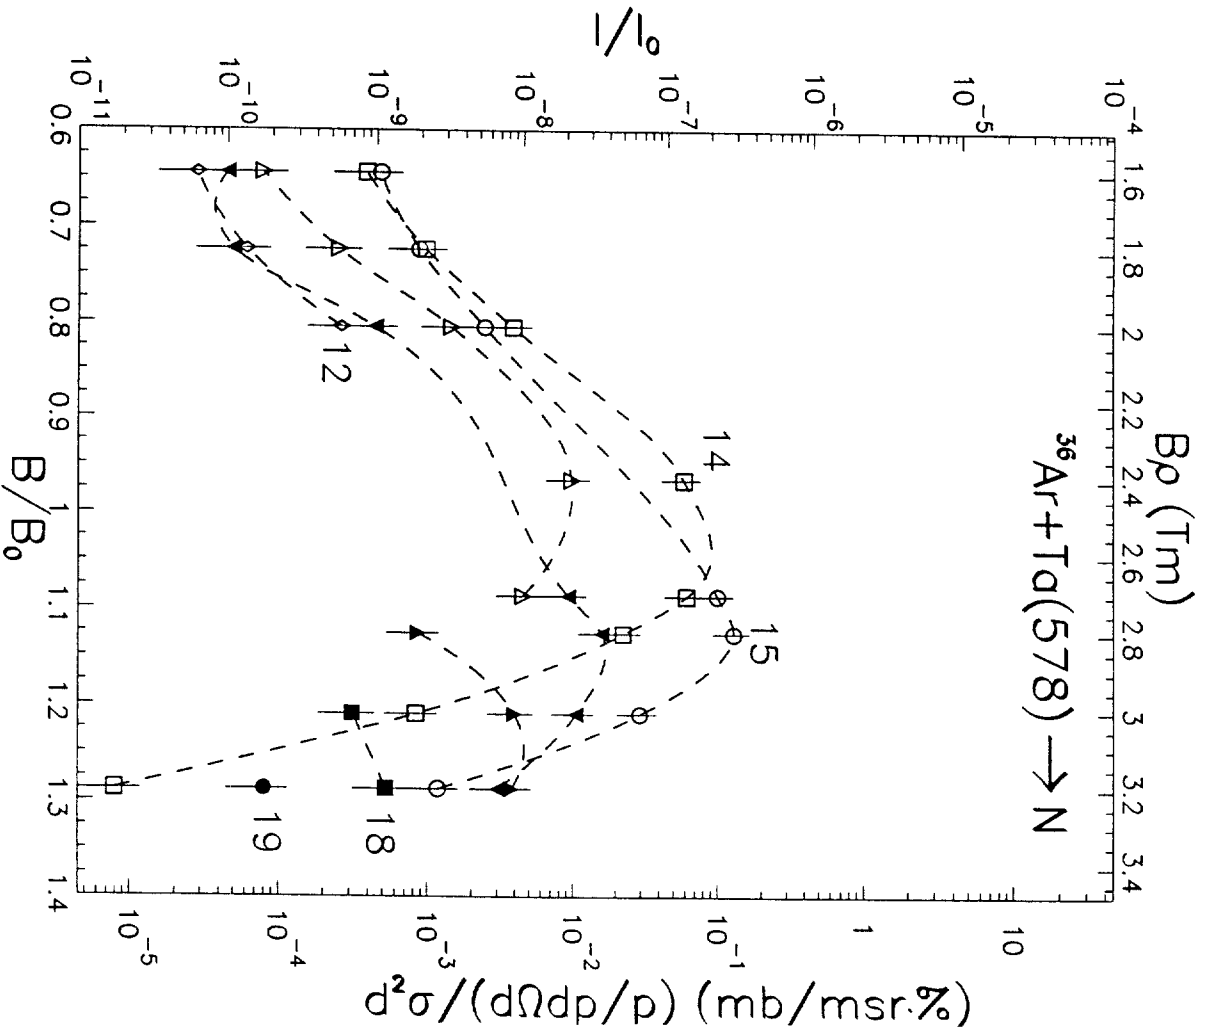 Bρ (Tm)
1.6 1.8 2 2.2 2.4 2.6 2.8 3 3.2 3.4
³⁶Ar+Ta(578) → N
I/I₀
10⁻⁴
10⁻⁵
10⁻⁶
10⁻⁷
10⁻⁸
10⁻⁹
10⁻¹⁰
10⁻¹¹
14
15
12
18
19
10
1
10⁻¹
10⁻²
10⁻³
10⁻⁴
10⁻⁵
d²σ/(dΩdp/p) (mb/msr·%)
0.6 0.7 0.8 0.9 1 1.1 1.2 1.3 1.4
B/B₀